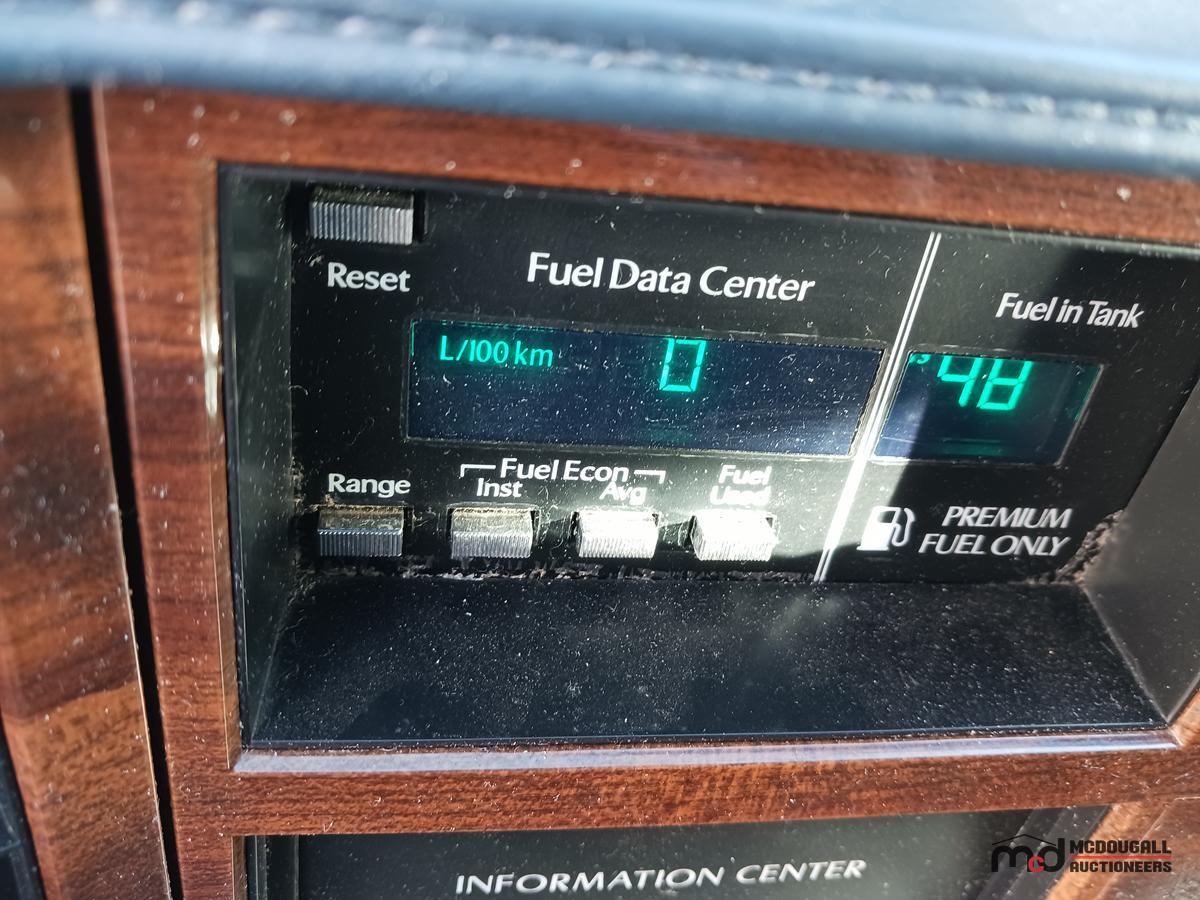 Reset
Fuel Data Center
Fuel in Tank
L/100 km
0
48
Range
Fuel Econ
Inst
Avg
Fuel
Used
PREMIUM
FUEL ONLY
INFORMATION CENTER
mcd MCDOUGALL
AUCTIONEERS